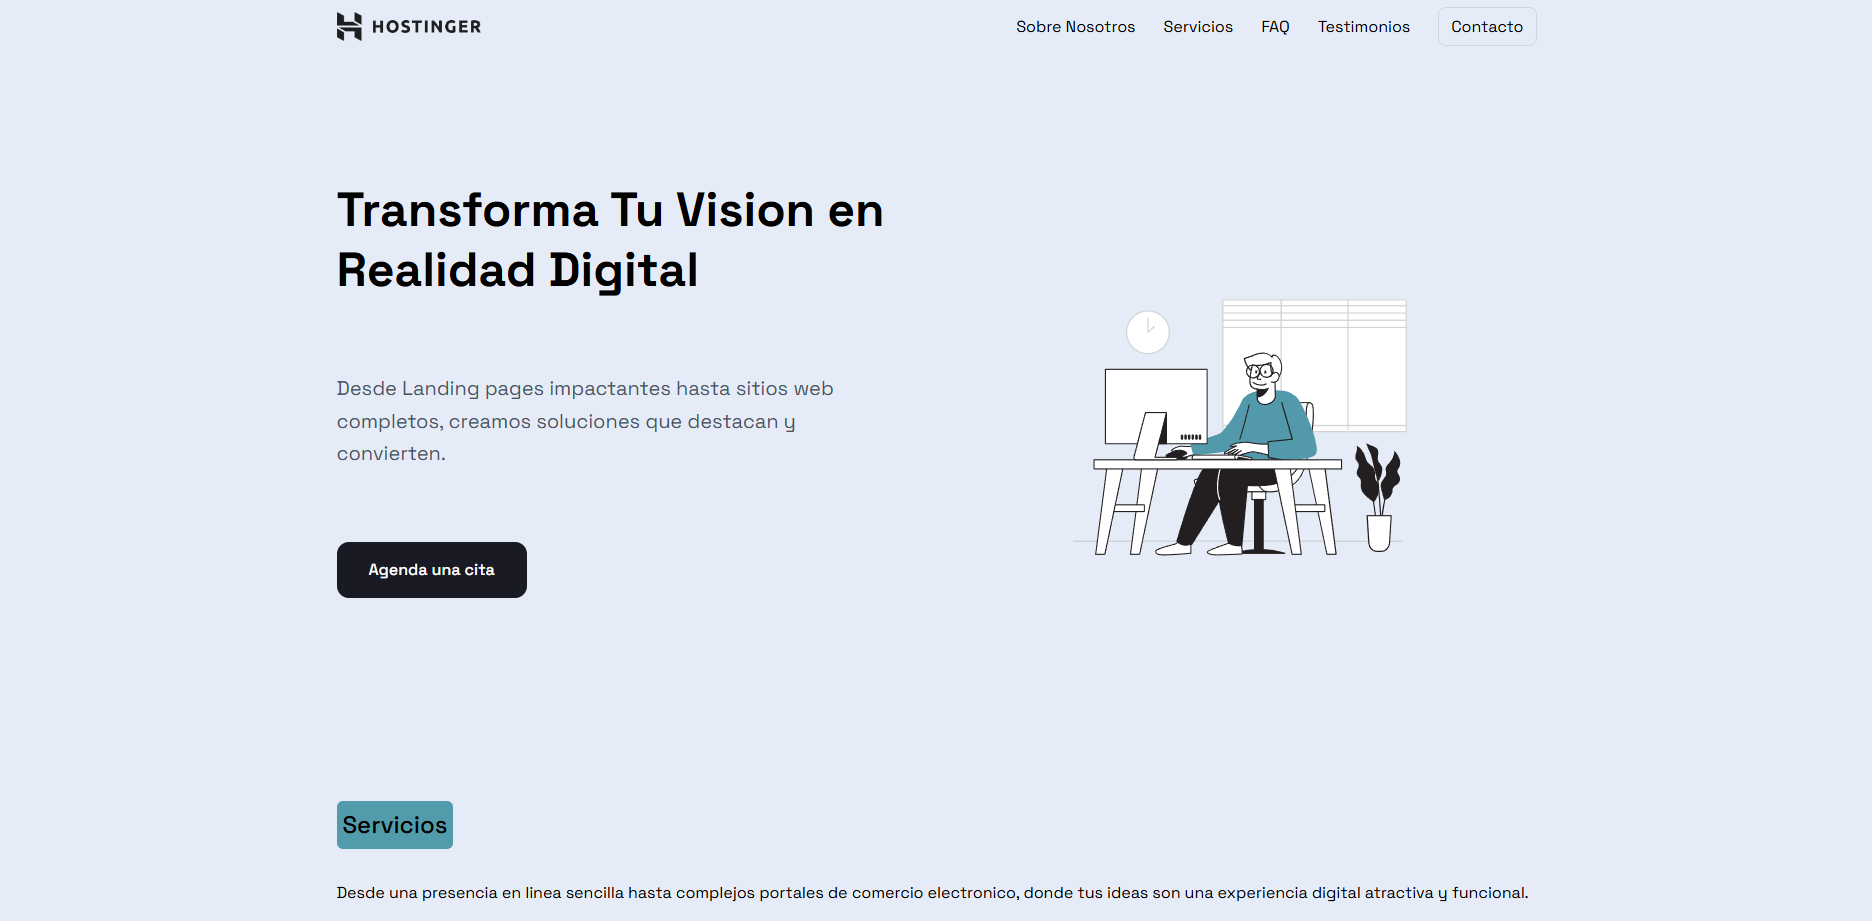 HOSTINGER
Sobre Nosotros Servicios FAQ Testimonios Contacto
Transforma Tu Vision en
Realidad Digital
Desde Landing pages impactantes hasta sitios web
completos, creamos soluciones que destacan y
convierten.
Agenda una cita
Servicios
Desde una presencia en linea sencilla hasta complejos portales de comercio electronico, donde tus ideas son una experiencia digital atractiva y funcional.